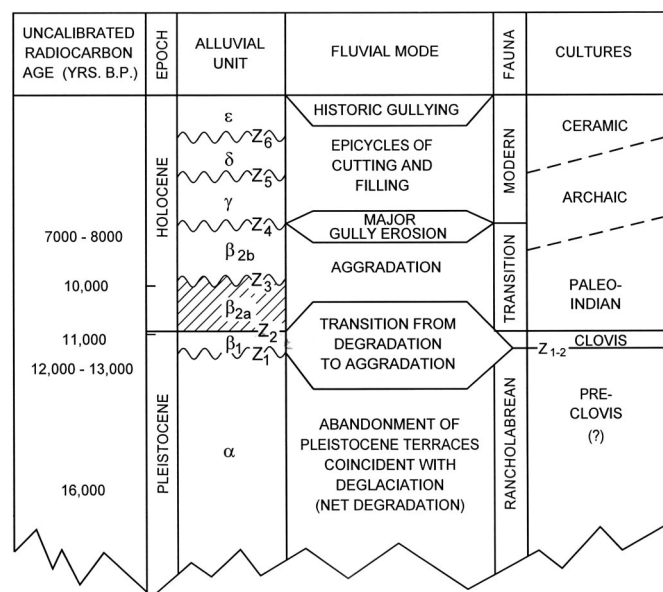 UNCALIBRATED
RADIOCARBON
AGE (YRS. B.P.)
EPOCH
ALLUVIAL
UNIT
FLUVIAL MODE
FAUNA
CULTURES
7000 - 8000
10,000
11,000
12,000 - 13,000
16,000
HOLOCENE
PLEISTOCENE
ε
Z₆
δ
Z₅
γ
Z₄
β₂b
Z₃
β₂a
Z₂
β₁
Z₁
α
HISTORIC GULLYING
EPICYCLES OF
CUTTING AND
FILLING
MAJOR
GULLY EROSION
AGGRADATION
TRANSITION FROM
DEGRADATION
TO AGGRADATION
ABANDONMENT OF
PLEISTOCENE TERRACES
COINCIDENT WITH
DEGLACIATION
(NET DEGRADATION)
MODERN
TRANSITION
RANCHOLABREAN
CERAMIC
ARCHAIC
PALEO-
INDIAN
CLOVIS
Z₁₋₂
PRE-
CLOVIS
(?)